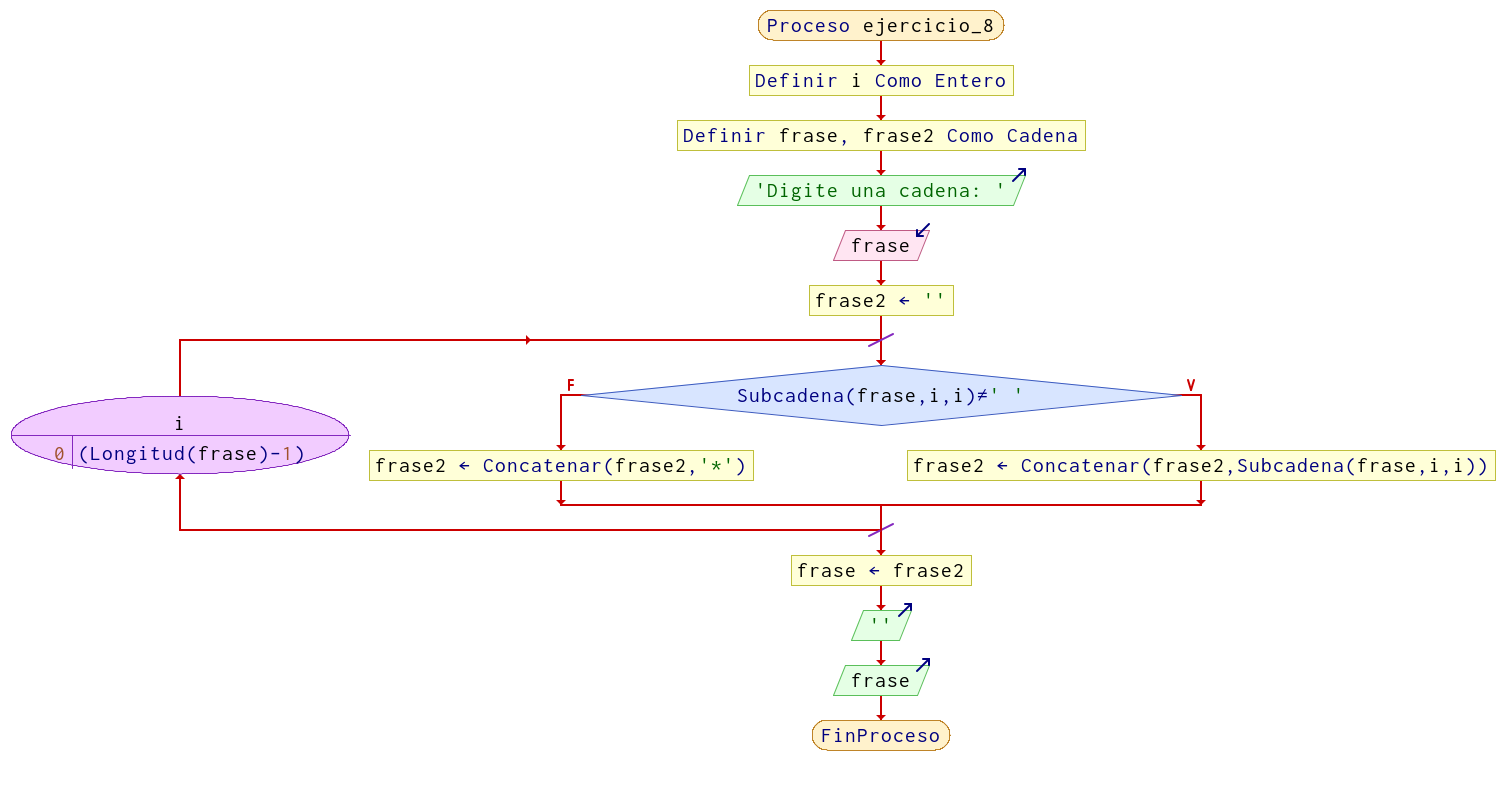 Proceso ejercicio_8
Definir i Como Entero
Definir frase, frase2 Como Cadena
'Digite una cadena: '
frase
frase2 ← ''
F
V
Subcadena(frase,i,i)≠' '
i
0 (Longitud(frase)-1)
frase2 ← Concatenar(frase2,'*')
frase2 ← Concatenar(frase2,Subcadena(frase,i,i))
frase ← frase2
''
frase
FinProceso